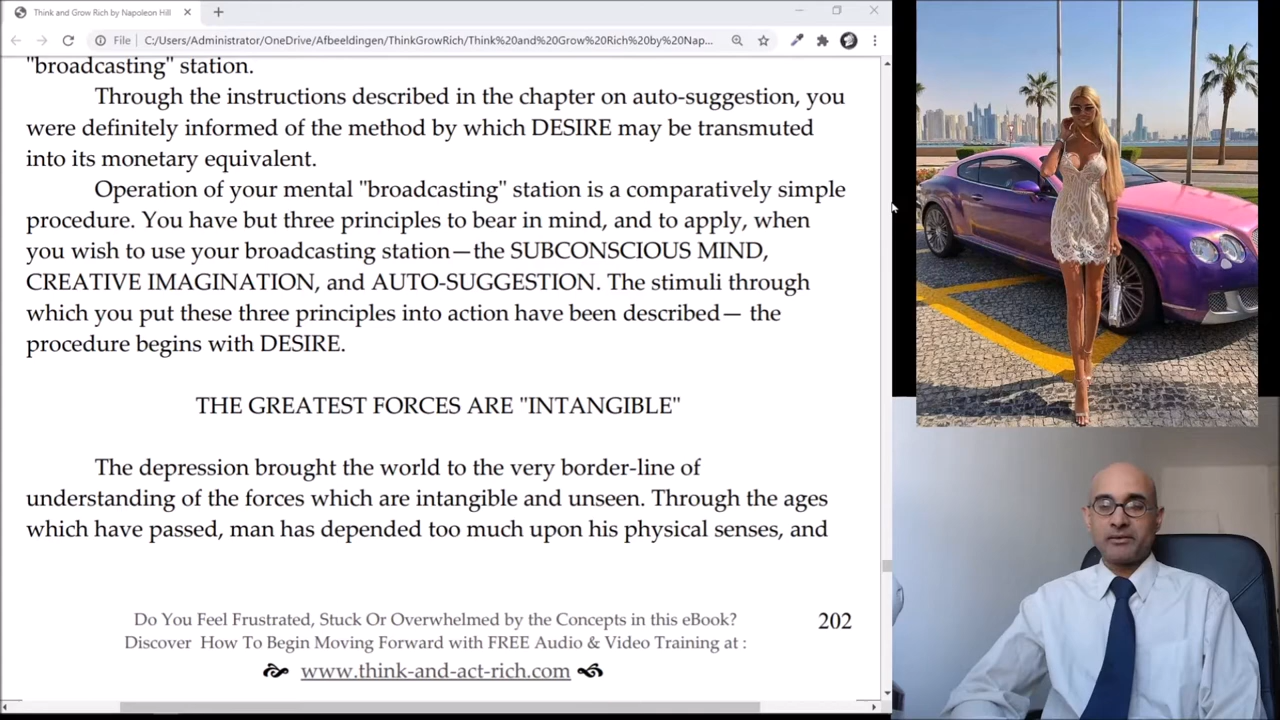 Think and Grow Rich by Napoleon Hill
File
C:/Users/Administrator/OneDrive/Afbeeldingen/ThinkGrowRich/Think%20and%20Grow%20Rich%20by%20Nap...
"broadcasting" station.
Through the instructions described in the chapter on auto-suggestion, you
were definitely informed of the method by which DESIRE may be transmuted
into its monetary equivalent.
Operation of your mental "broadcasting" station is a comparatively simple
procedure. You have but three principles to bear in mind, and to apply, when
you wish to use your broadcasting station—the SUBCONSCIOUS MIND,
CREATIVE IMAGINATION, and AUTO-SUGGESTION. The stimuli through
which you put these three principles into action have been described— the
procedure begins with DESIRE.
THE GREATEST FORCES ARE "INTANGIBLE"
The depression brought the world to the very border-line of
understanding of the forces which are intangible and unseen. Through the ages
which have passed, man has depended too much upon his physical senses, and
Do You Feel Frustrated, Stuck Or Overwhelmed by the Concepts in this eBook?
202
Discover How To Begin Moving Forward with FREE Audio & Video Training at :
www.think-and-act-rich.com